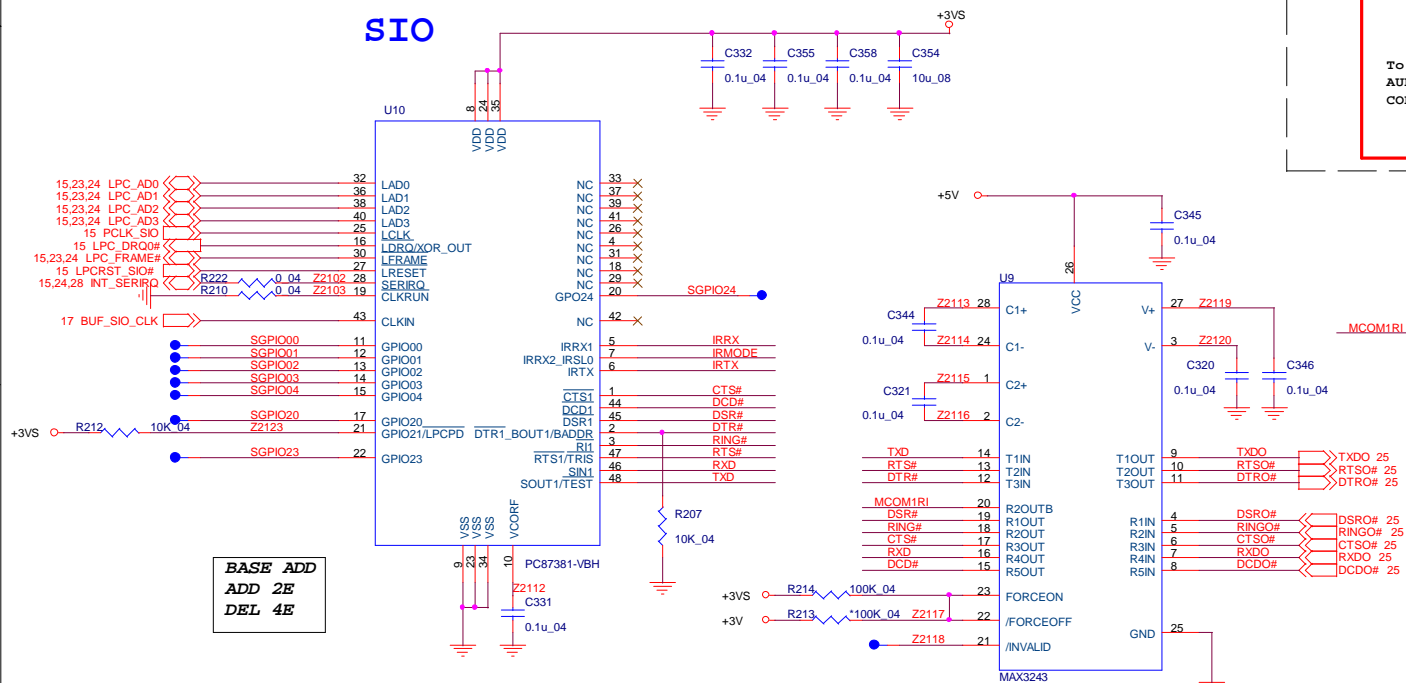 SIO
+3VS
C332
0.1u_04
C355
0.1u_04
C358
0.1u_04
C354
10u_08
U10
8
24
35
VDD
VDD
VDD
15,23,24 LPC_AD0 32 LAD0
15,23,24 LPC_AD1 36 LAD1
15,23,24 LPC_AD2 38 LAD2
15,23,24 LPC_AD3 40 LAD3
15 PCLK_SIO 25 LCLK
15 LPC_DRQ0# 16 LDRQ/XOR_OUT
15,23,24 LPC_FRAME# 30 LFRAME
15 LPCRST_SIO# 27 LRESET
15,24,28 INT_SERIRQ R222 0_04 Z2102 28 SERIRQ
R210 0_04 Z2103 19 CLKRUN
17 BUF_SIO_CLK 43 CLKIN
SGPIO00 11 GPIO00
SGPIO01 12 GPIO01
SGPIO02 13 GPIO02
SGPIO03 14 GPIO03
SGPIO04 15 GPIO04
SGPIO20 17 GPIO20
+3VS R212 10K_04 Z2123 21 GPIO21/LPCPD
SGPIO23 22 GPIO23
NC 33
NC 37
NC 39
NC 41
NC 26
NC 4
NC 31
NC 18
NC 29
GPO24 20 SGPIO24
NC 42
IRRX1 5 IRRX
IRRX2_IRSL0 7 IRMODE
IRTX 6 IRTX
CTS1 1 CTS#
DCD1 44 DCD#
DSR1 45 DSR#
DTR1_BOUT1/BADDR 2 DTR#
RI1 3 RING#
RTS1/TRIS 47 RTS#
SIN1 46 RXD
SOUT1/TEST 48 TXD
VSS
VSS
VSS
VCORF
9
23
34
10
PC87381-VBH
Z2112
C331
0.1u_04
R207
10K_04
BASE ADD
ADD 2E
DEL 4E
To
+5V
C345
0.1u_04
U9
26
VCC
C344
0.1u_04
Z2113 28 C1+
Z2114 24 C1-
C321
0.1u_04
Z2115 1 C2+
Z2116 2 C2-
V+ 27 Z2119
V- 3 Z2120
C320
0.1u_04
C346
0.1u_04
MCOM1RI
TXD 14 T1IN
RTS# 13 T2IN
DTR# 12 T3IN
MCOM1RI 20 R2OUTB
DSR# 19 R1OUT
RING# 18 R2OUT
CTS# 17 R3OUT
RXD 16 R4OUT
DCD# 15 R5OUT
T1OUT 9 TXDO TXDO 25
T2OUT 10 RTSO# RTSO# 25
T3OUT 11 DTRO# DTRO# 25
R1IN 4 DSRO# DSRO# 25
R2IN 5 RINGO# RINGO# 25
R3IN 6 CTSO# CTSO# 25
R4IN 7 RXDO RXDO 25
R5IN 8 DCDO# DCDO# 25
+3VS R214 100K_04 23 FORCEON
+3V R213 *100K_04 Z2117 22 /FORCEOFF
Z2118 21 /INVALID
GND 25
MAX3243